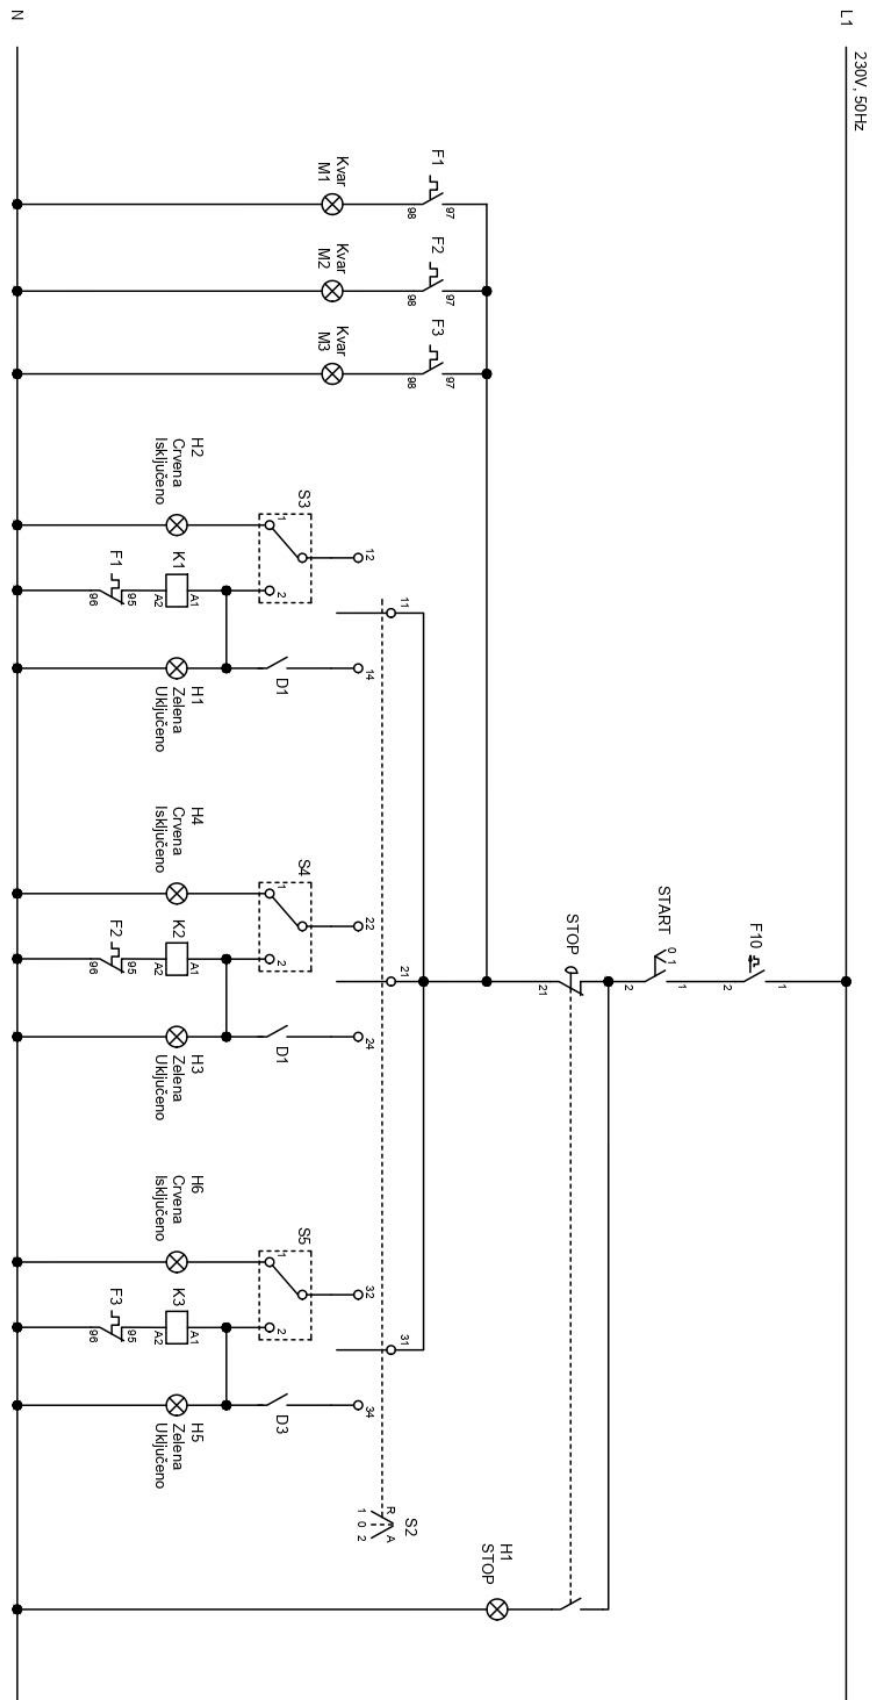 L1
230V, 50Hz
F10
1
2
START
0 1
1
2
STOP
21
H1
STOP
F1
97
98
F2
97
98
F3
97
98
Kvar
M1
Kvar
M2
Kvar
M3
S2
R A
1 0 2
11
12
14
21
22
24
31
32
34
S3
1
2
D1
S4
1
2
D1
S5
1
2
D3
H2
Crvena
Isključeno
K1
A1
A2
F1
95
96
H1
Zelena
Uključeno
H4
Crvena
Isključeno
K2
A1
A2
F2
95
96
H3
Zelena
Uključeno
H6
Crvena
Isključeno
K3
A1
A2
F3
95
96
H5
Zelena
Uključeno
N